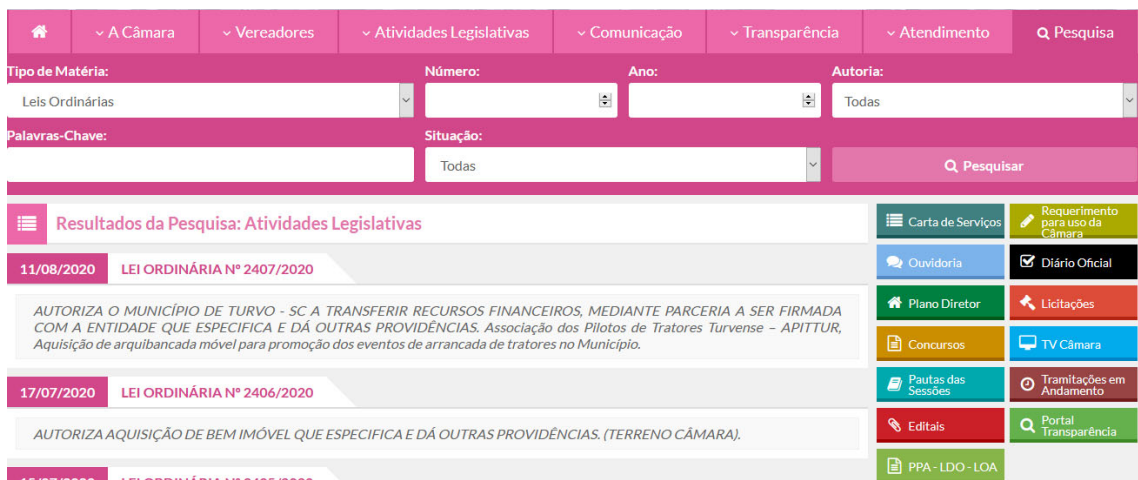 A Câmara Vereadores Atividades Legislativas Comunicação Transparência Atendimento Pesquisa
Tipo de Matéria: Número: Ano: Autoria:
Leis Ordinárias Todas
Palavras-Chave: Situação:
Todas Pesquisar
Resultados da Pesquisa: Atividades Legislativas
11/08/2020 LEI ORDINÁRIA Nº 2407/2020
AUTORIZA O MUNICÍPIO DE TURVO - SC A TRANSFERIR RECURSOS FINANCEIROS, MEDIANTE PARCERIA A SER FIRMADA
COM A ENTIDADE QUE ESPECIFICA E DÁ OUTRAS PROVIDÊNCIAS. Associação dos Pilotos de Tratores Turvense – APITTUR,
Aquisição de arquibancada móvel para promoção dos eventos de arrancada de tratores no Município.
17/07/2020 LEI ORDINÁRIA Nº 2406/2020
AUTORIZA AQUISIÇÃO DE BEM IMÓVEL QUE ESPECIFICA E DÁ OUTRAS PROVIDÊNCIAS. (TERRENO CÂMARA).
Carta de Serviços
Requerimento
para uso da
Câmara
Ouvidoria
Diário Oficial
Plano Diretor
Licitações
Concursos
TV Câmara
Pautas das
Sessões
Tramitações em
Andamento
Editais
Portal
Transparência
PPA - LDO - LOA